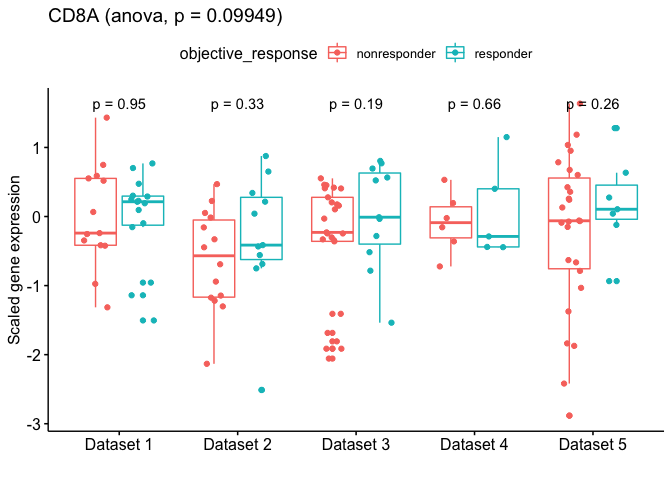 CD8A (anova, p = 0.09949)
objective_response nonresponder responder
p = 0.95 p = 0.33 p = 0.19 p = 0.66 p = 0.26
Scaled gene expression
1
0
-1
-2
-3
Dataset 1 Dataset 2 Dataset 3 Dataset 4 Dataset 5